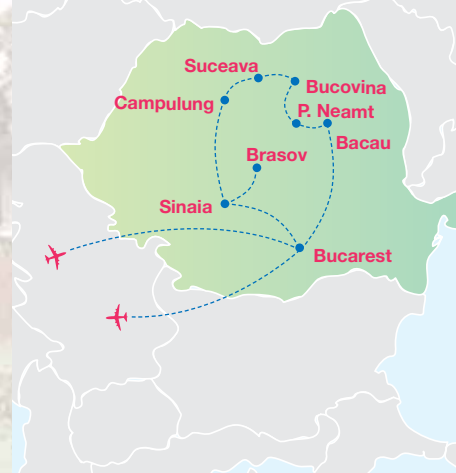 Suceava
Bucovina
Campulung
P. Neamt
Bacau
Brasov
Sinaia
Bucarest